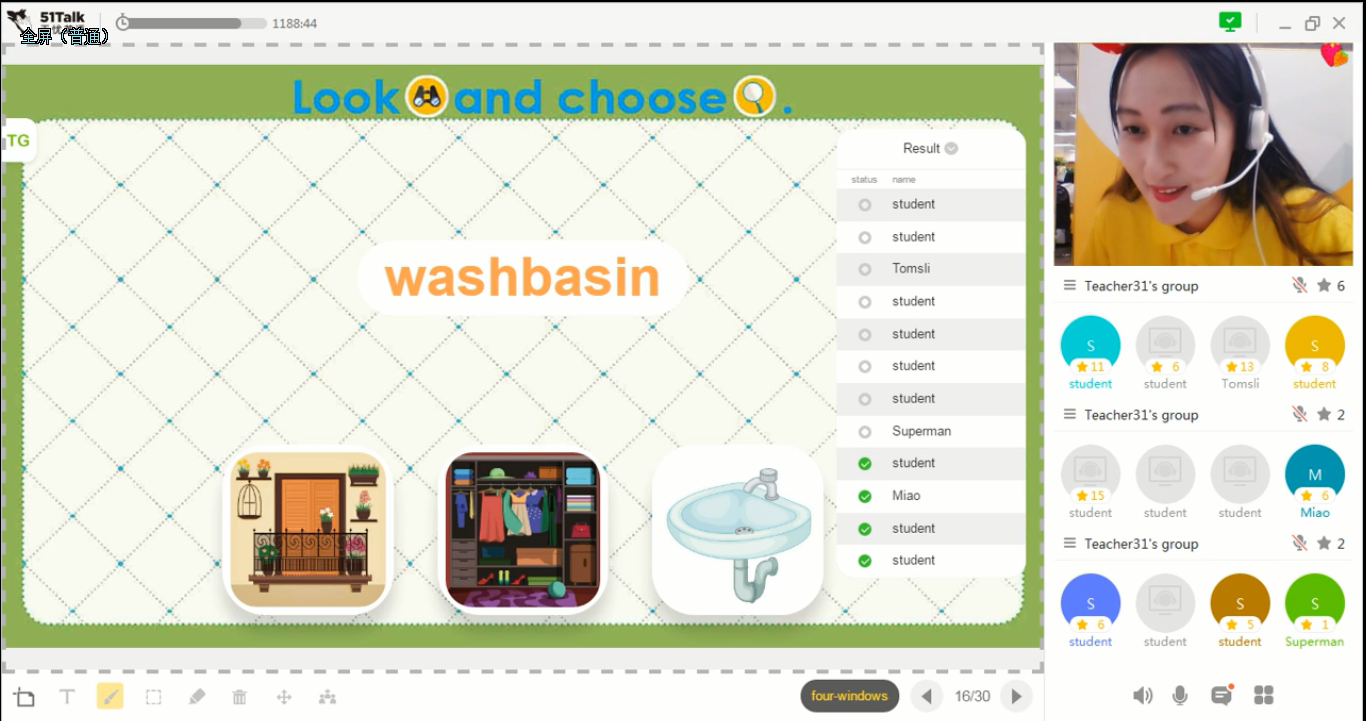 51Talk
全屏（普通）
1188:44
Look and choose .
TG
washbasin
Result
status name
student
student
Tomsli
student
student
student
student
Superman
student
Miao
student
student
Teacher31's group 6
S S
11 6 13 8
student student Tomsli student
Teacher31's group 2
M
15 6
student student student Miao
Teacher31's group 2
S S S
6 5 1
student student student Superman
T
four-windows
16/30